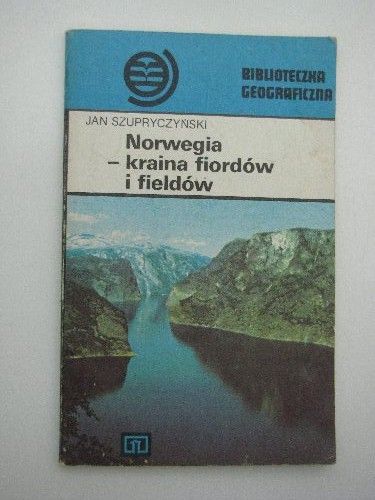 BIBLIOTECZKA
GEOGRAFICZNA
JAN SZUPRYCZYŃSKI
Norwegia
– kraina fiordów
i fieldów